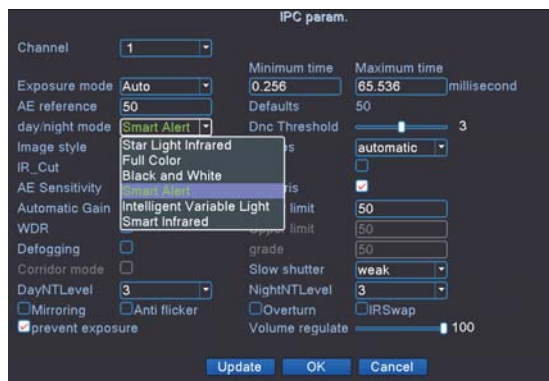 IPC param.
Channel 1
Minimum time Maximum time
Exposure mode Auto 0.256 65.536 millisecond
AE reference 50 Defaults 50
day/night mode Smart Alert Dnc Threshold 3
Image style automatic
Star Light Infrared
Full Color
Black and White
Smart Alert
Intelligent Variable Light
Smart Infrared
IR_Cut
AE Sensitivity
Automatic Gain limit 50
WDR limit 50
Defogging grade 50
Corridor mode Slow shutter weak
DayNTLevel 3 NightNTLevel 3
Mirroring Anti flicker Overturn IRSwap
prevent exposure Volume regulate 100
Update OK Cancel